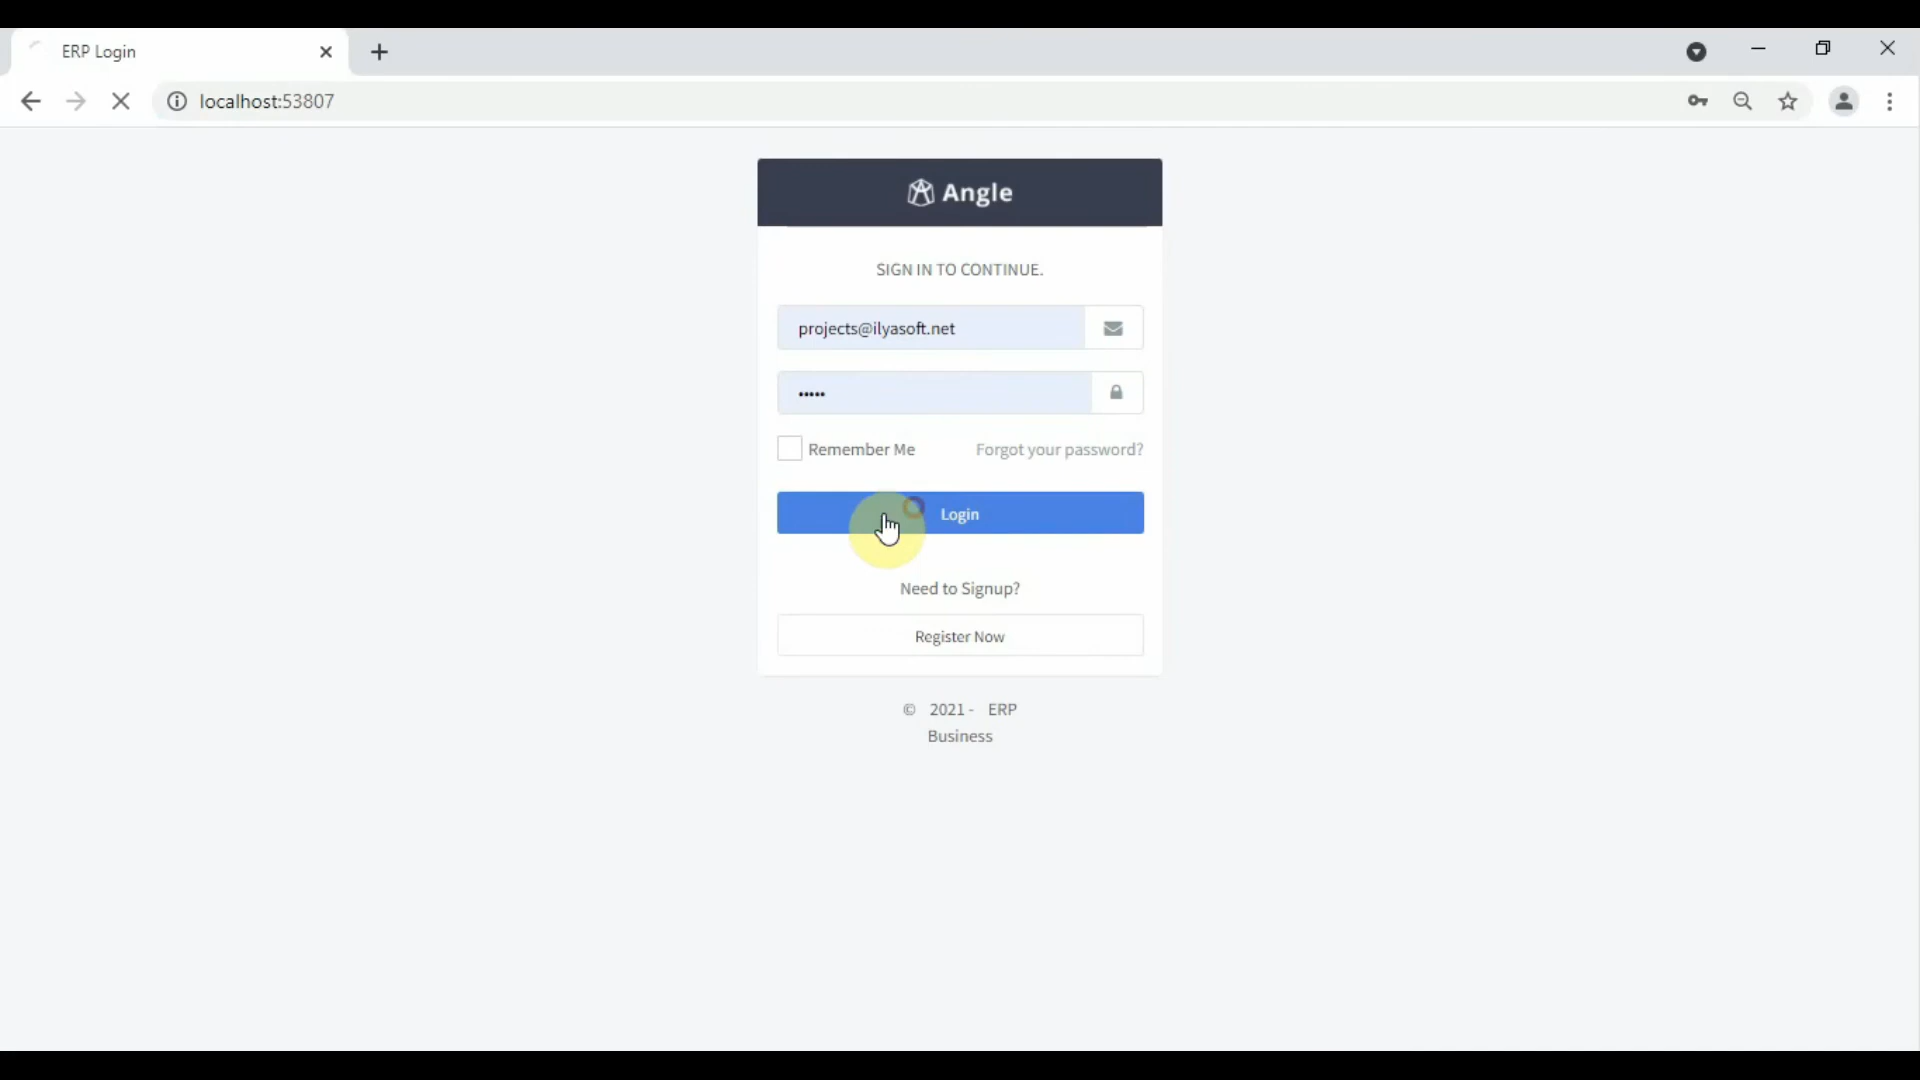 ERP Login
localhost:53807
Angle
SIGN IN TO CONTINUE.
projects@ilyasoft.net
•••••
Remember Me
Forgot your password?
Login
Need to Signup?
Register Now
© 2021 - ERP
Business